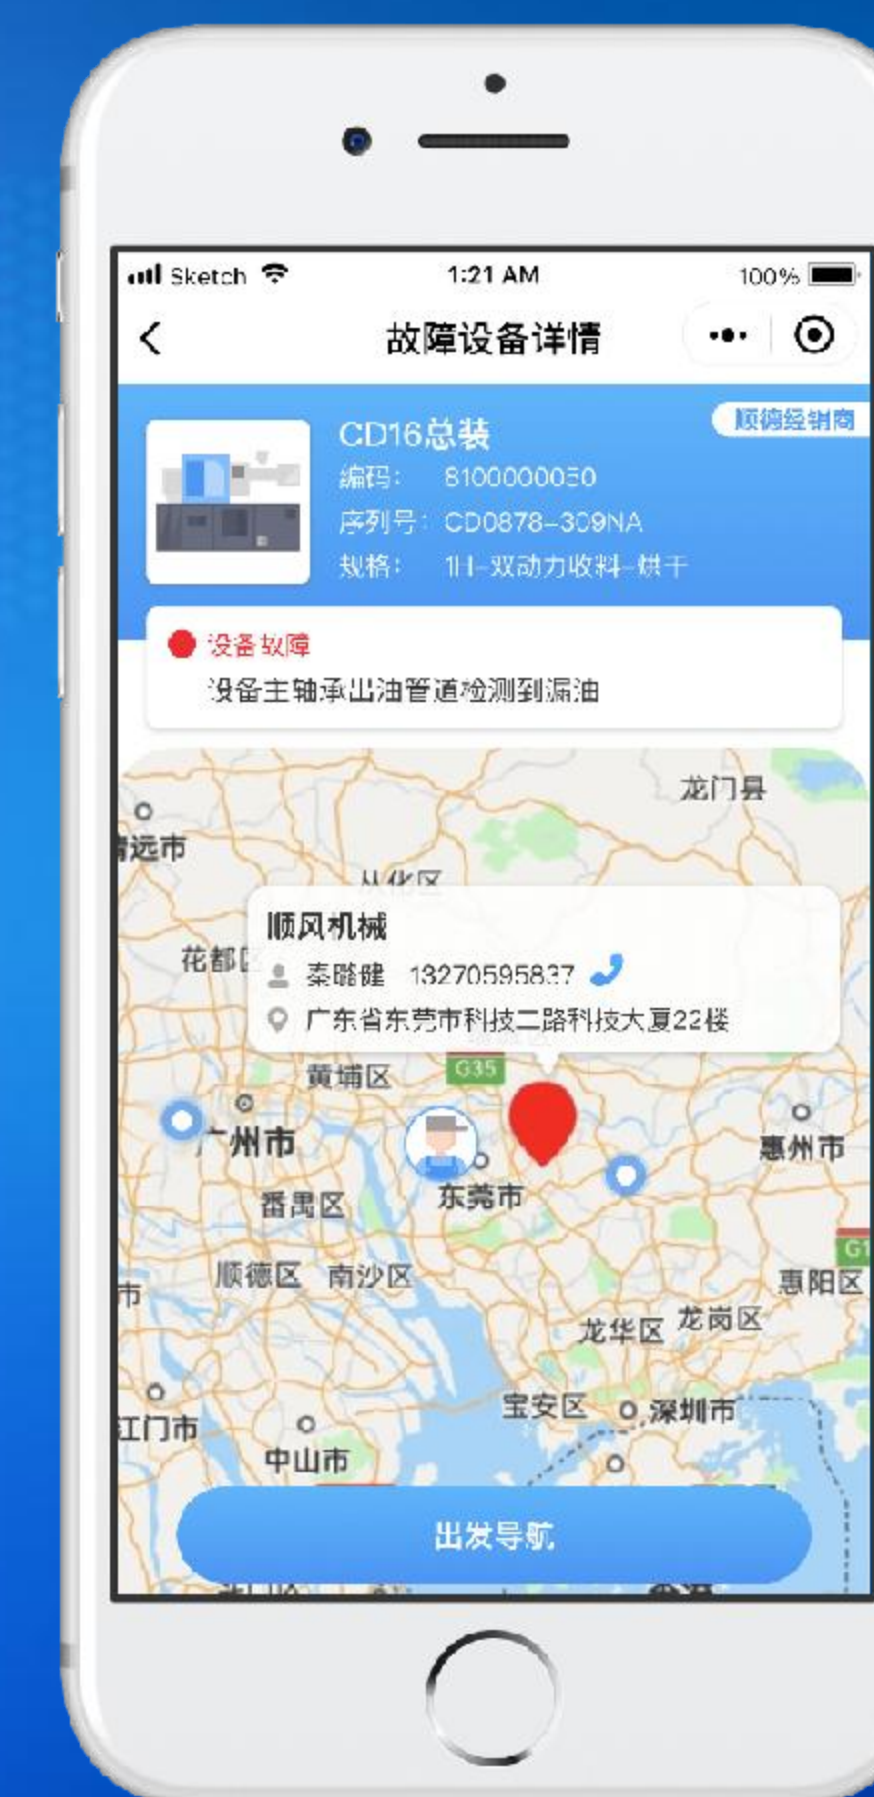 Sketch
1:21 AM
100%
故障设备详情
顺德经销商
CD16总装
编码: 8100000050
序列号: CD0878-309NA
规格: 1H-双动力收料-烘干
设备故障
设备主轴承出油管道检测到漏油
龙门县
远市
从化区
顺风机械
花都区
秦璐健 13270595837
广东省东莞市科技二路科技大厦22楼
黄埔区
G35
广州市
惠州市
番禺区
东莞市
顺德区
南沙区
G1
惠阳区
市
龙华区
龙岗区
宝安区
深圳市
江门市
中山市
出发导航